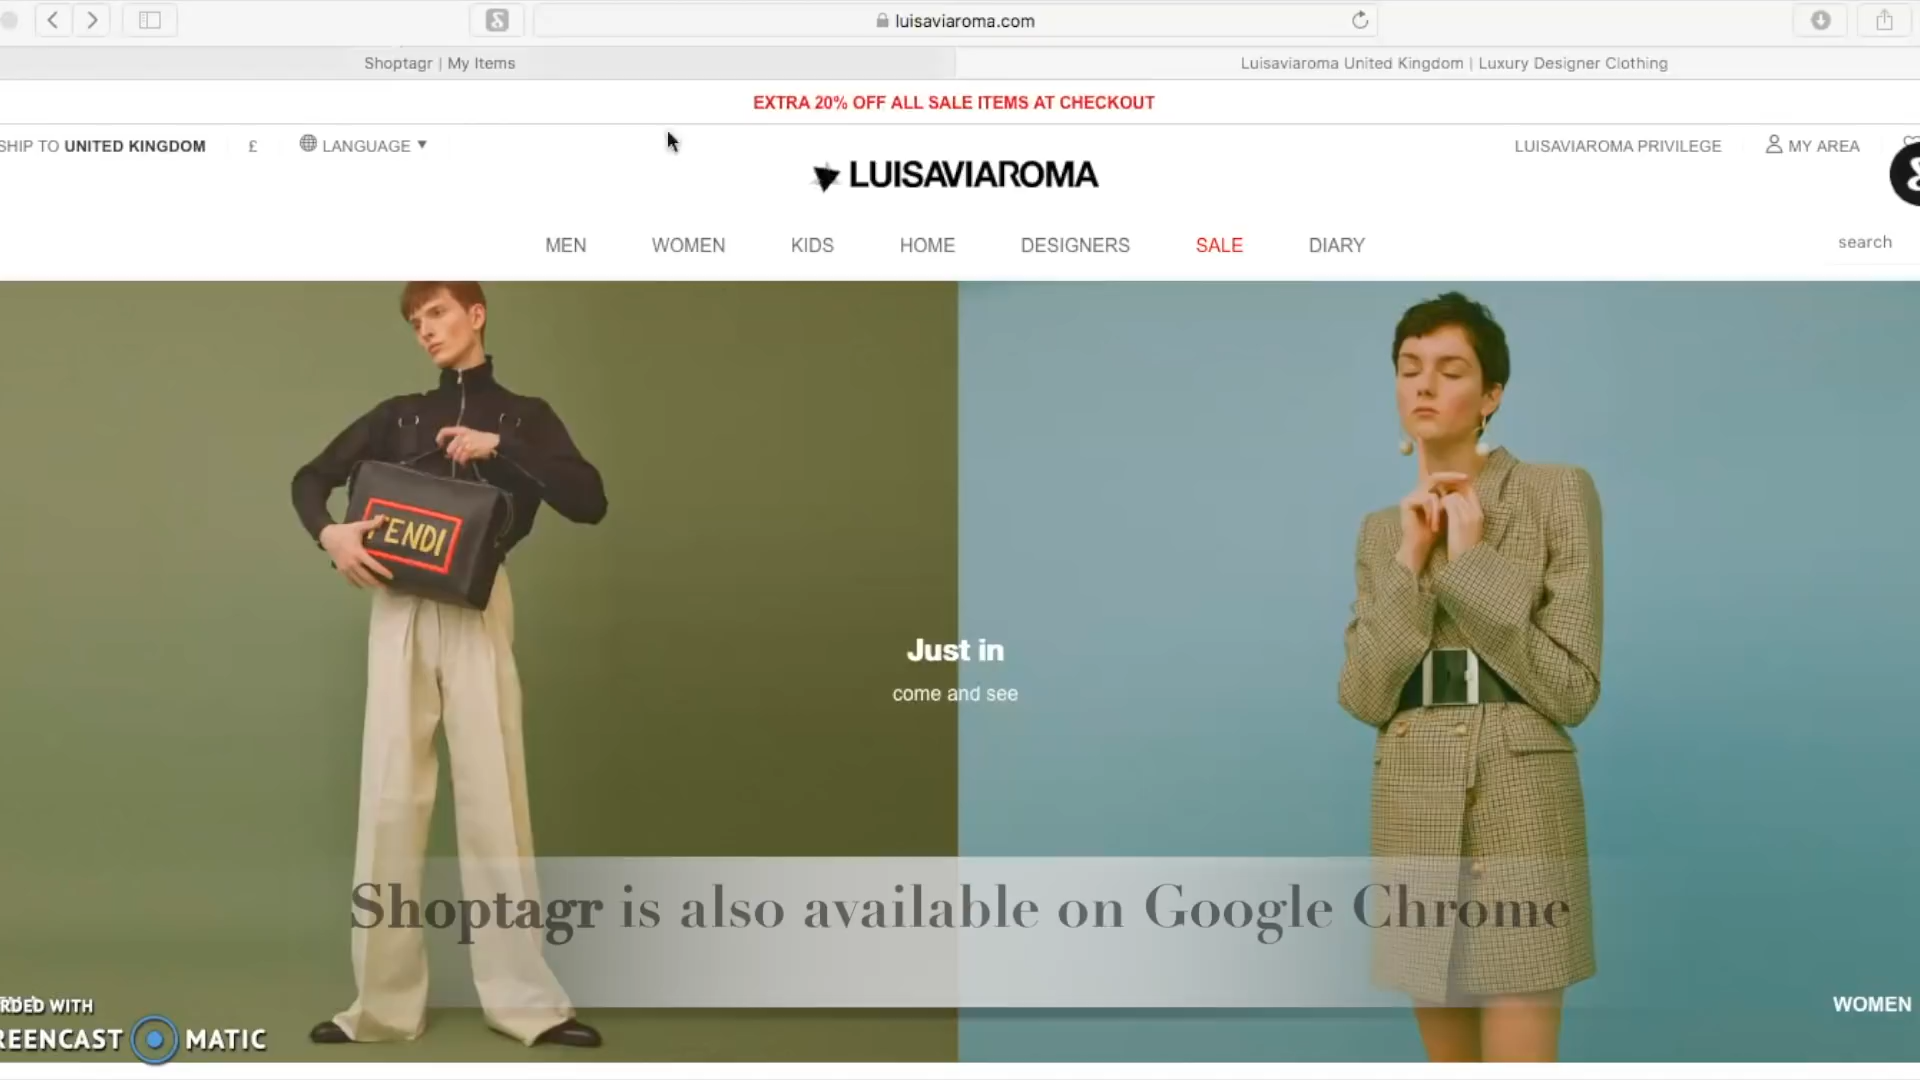 luisaviaroma.com
Shoptagr | My Items
Luisaviaroma United Kingdom | Luxury Designer Clothing
EXTRA 20% OFF ALL SALE ITEMS AT CHECKOUT
SHIP TO UNITED KINGDOM
£
LANGUAGE
LUISAVIAROMA PRIVILEGE
MY AREA
LUISAVIAROMA
MEN
WOMEN
KIDS
HOME
DESIGNERS
SALE
DIARY
search
FENDI
Just in
come and see
Shoptagr is also available on Google Chrome
RDED WITH
REENCAST MATIC
WOMEN